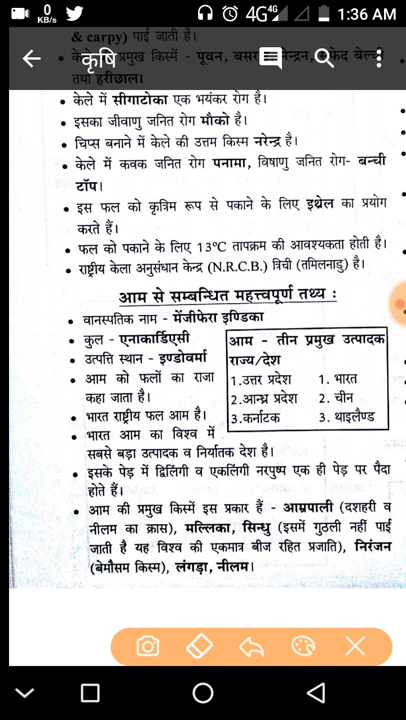 0
KB/s
4G 4G
1:36 AM
कृषि
& carpy) पाई जाती है।
प्रमुख किस्में - पूवन,
तथा हरीछाल।
• केले में सीगाटोका एक भयंकर रोग है।
• इसका जीवाणु जनित रोग मौको है।
• चिप्स बनाने में केले की उत्तम किस्म नरेन्द्र है।
• केले में कवक जनित रोग पनामा, विषाणु जनित रोग- बन्ची
टॉप।
• इस फल को कृत्रिम रूप से पकाने के लिए इथ्रेल का प्रयोग
करते हैं।
• फल को पकाने के लिए 13°C तापक्रम की आवश्यकता होती है।
• राष्ट्रीय केला अनुसंधान केन्द्र (N.R.C.B.) त्रिची (तमिलनाडु) है।
आम से सम्बन्धित महत्त्वपूर्ण तथ्य :
• वानस्पतिक नाम - मेंजीफेरा इण्डिका
• कुल - एनाकार्डिएसी
• उत्पत्ति स्थान - इण्डोवर्मा
• आम को फलों का राजा
कहा जाता है।
• भारत राष्ट्रीय फल आम है।
• भारत आम का विश्व में
सबसे बड़ा उत्पादक व निर्यातक देश है।
आम - तीन प्रमुख उत्पादक
राज्य/देश
1.उत्तर प्रदेश 1. भारत
2.आन्ध्र प्रदेश 2. चीन
3.कर्नाटक 3. थाइलैण्ड
• इसके पेड़ में द्विलिंगी व एकलिंगी नरपुष्प एक ही पेड़ पर पैदा
होते हैं।
• आम की प्रमुख किस्में इस प्रकार हैं - आम्रपाली (दशहरी व
नीलम का क्रास), मल्लिका, सिन्धु (इसमें गुठली नहीं पाई
जाती है यह विश्व की एकमात्र बीज रहित प्रजाति), निरंजन
(बेमौसम किस्म), लंगड़ा, नीलम।